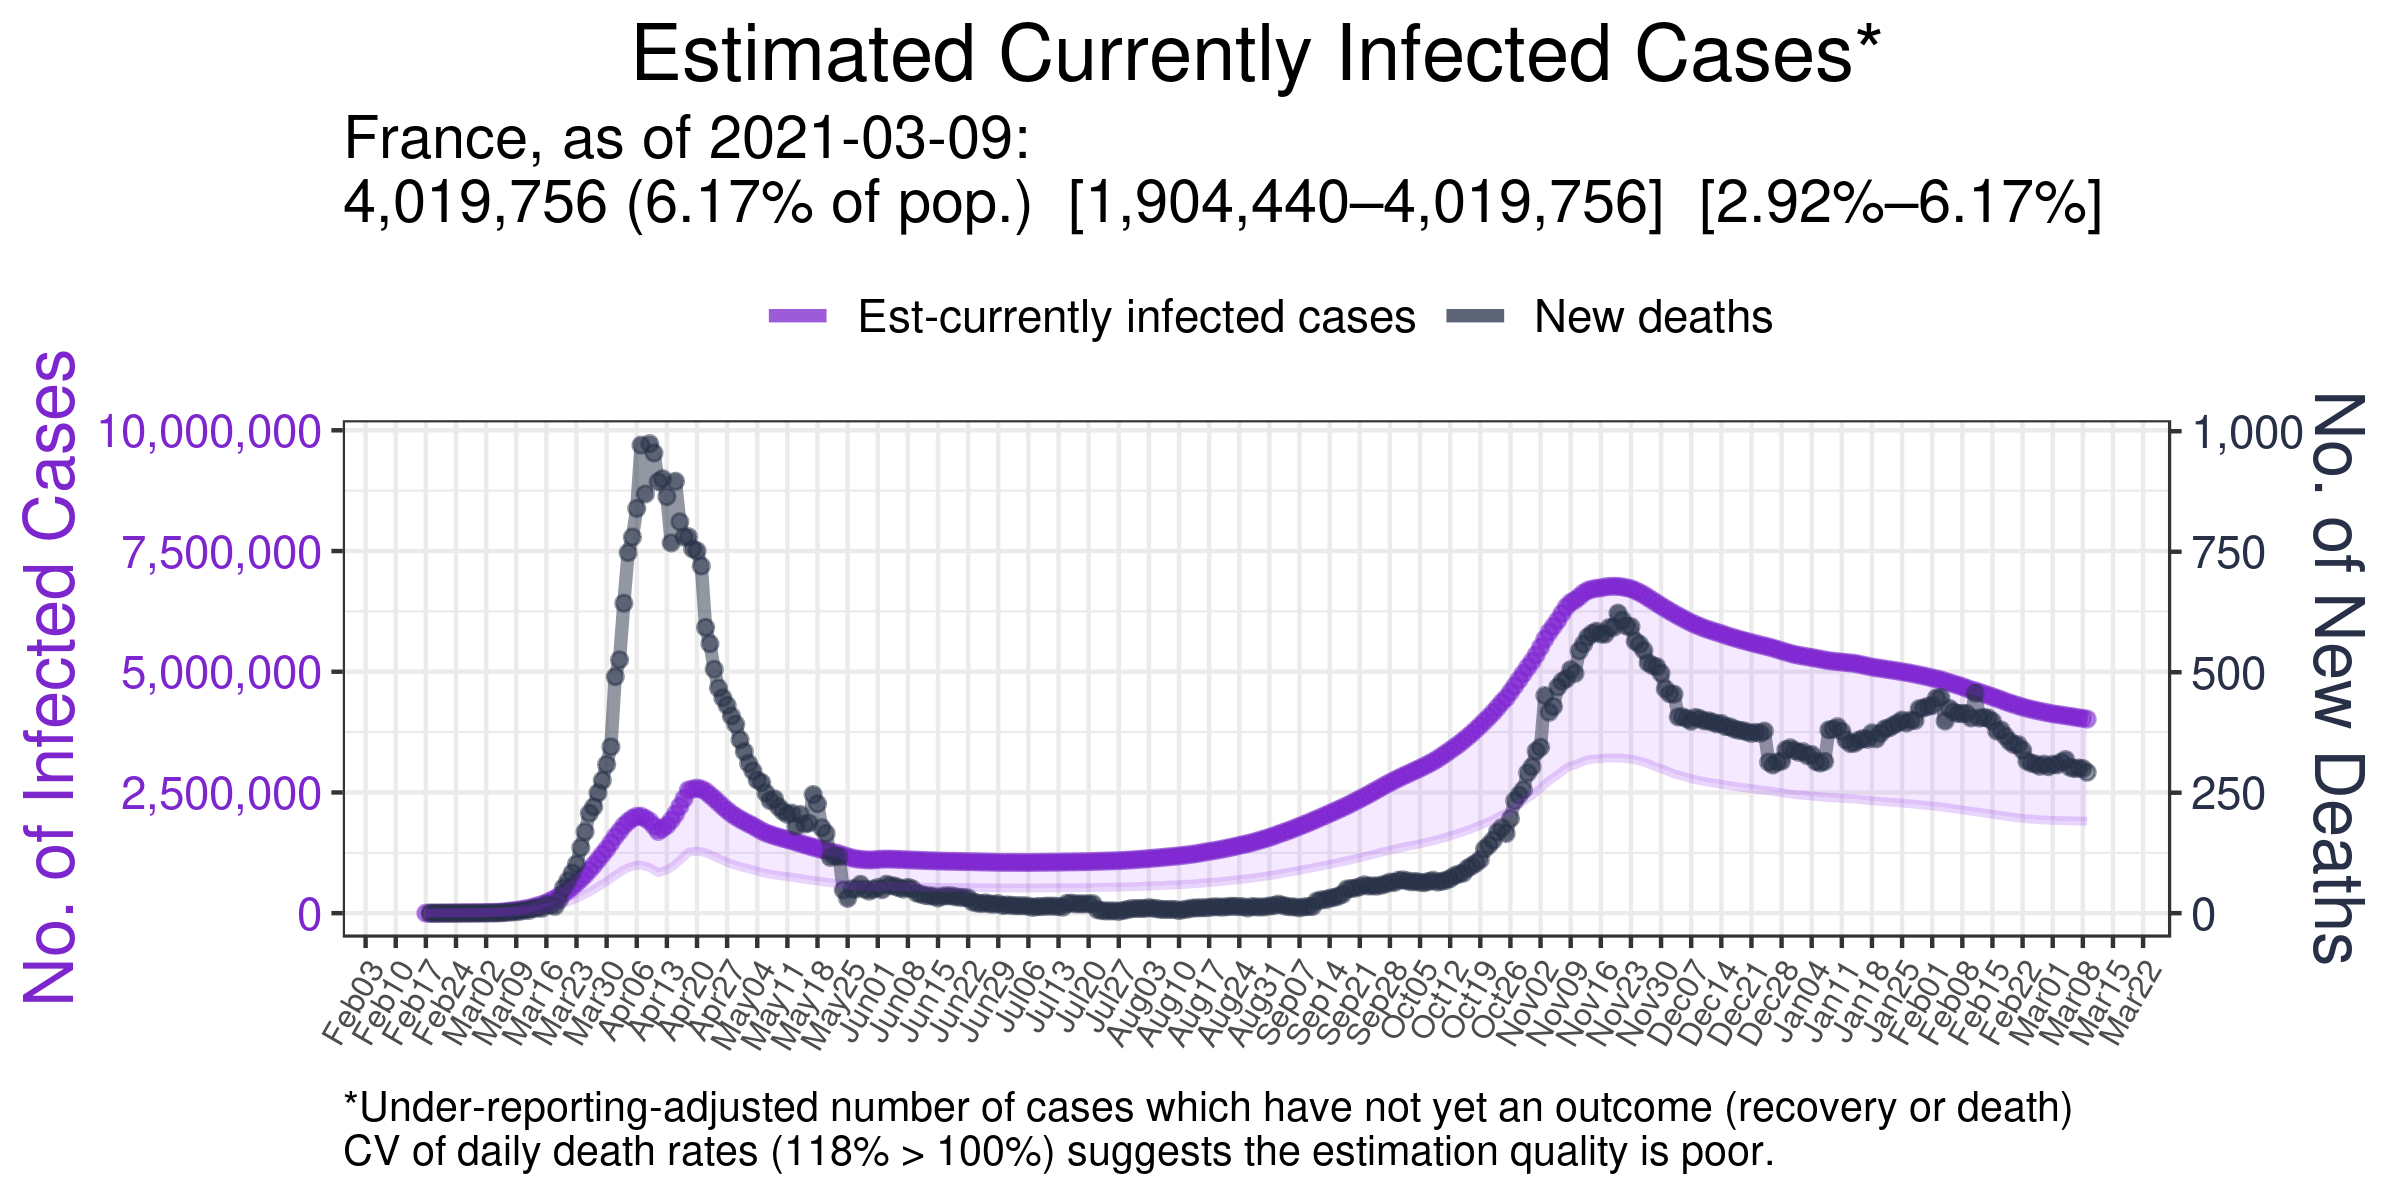 Estimated Currently Infected Cases*
France, as of 2021-03-09:
4,019,756 (6.17% of pop.) [1,904,440–4,019,756] [2.92%–6.17%]
Est-currently infected cases New deaths
No. of Infected Cases
10,000,000
7,500,000
5,000,000
2,500,000
0
1,000
750
500
250
0
No. of New Deaths
Feb03 Feb10 Feb17 Feb24 Mar02 Mar09 Mar16 Mar23 Mar30 Apr06 Apr13 Apr20 Apr27 May04 May11 May18 May25 Jun01 Jun08 Jun15 Jun22 Jun29 Jul06 Jul13 Jul20 Jul27 Aug03 Aug10 Aug17 Aug24 Aug31 Sep07 Sep14 Sep21 Sep28 Oct05 Oct12 Oct19 Oct26 Nov02 Nov09 Nov16 Nov23 Nov30 Dec07 Dec14 Dec21 Dec28 Jan04 Jan11 Jan18 Jan25 Feb01 Feb08 Feb15 Feb22 Mar01 Mar08 Mar15 Mar22
*Under-reporting-adjusted number of cases which have not yet an outcome (recovery or death)
CV of daily death rates (118% > 100%) suggests the estimation quality is poor.